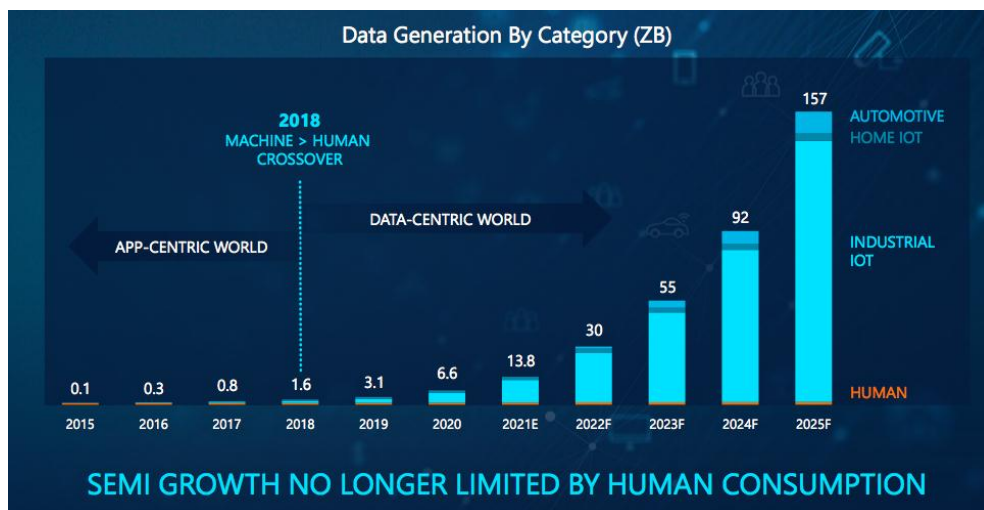 Data Generation By Category (ZB)
2018
MACHINE > HUMAN
CROSSOVER
APP-CENTRIC WORLD
DATA-CENTRIC WORLD
0.1
0.3
0.8
1.6
3.1
6.6
13.8
30
55
92
157
AUTOMOTIVE
HOME IOT
INDUSTRIAL
IOT
HUMAN
2015
2016
2017
2018
2019
2020
2021E
2022F
2023F
2024F
2025F
SEMI GROWTH NO LONGER LIMITED BY HUMAN CONSUMPTION